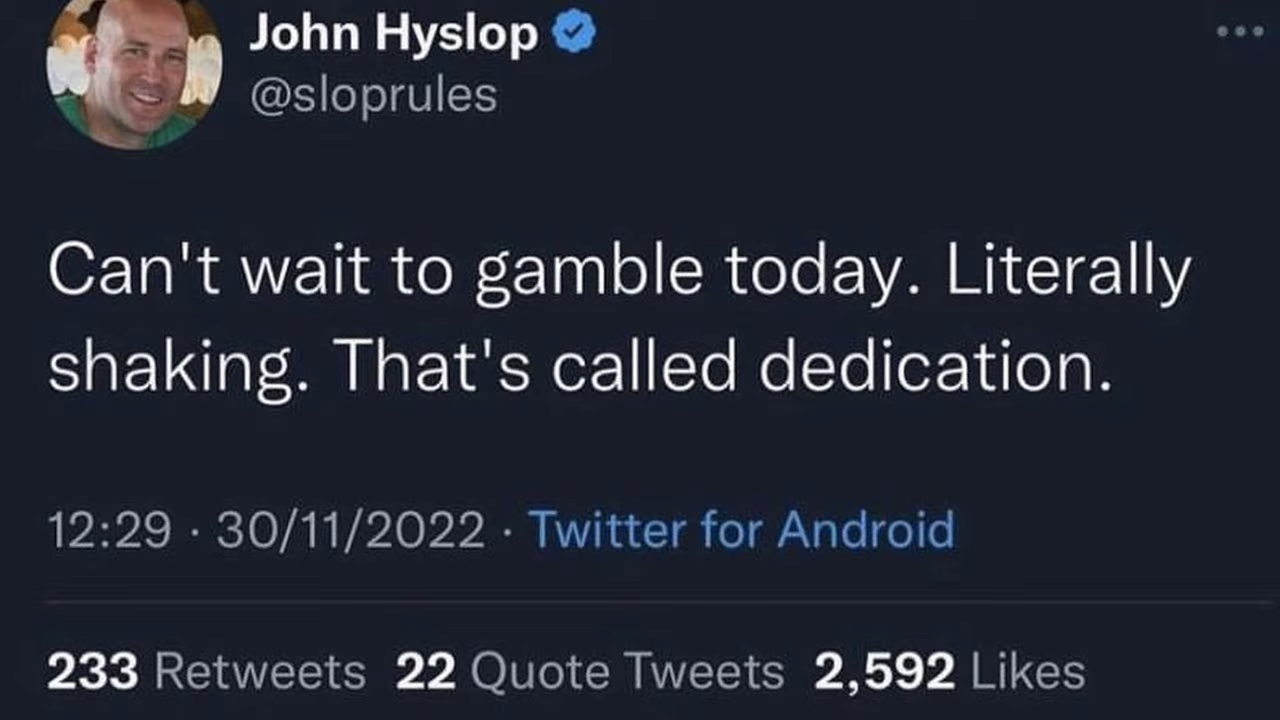 John Hyslop
@sloprules
Can't wait to gamble today. Literally
shaking. That's called dedication.
12:29 · 30/11/2022 · Twitter for Android
233 Retweets 22 Quote Tweets 2,592 Likes